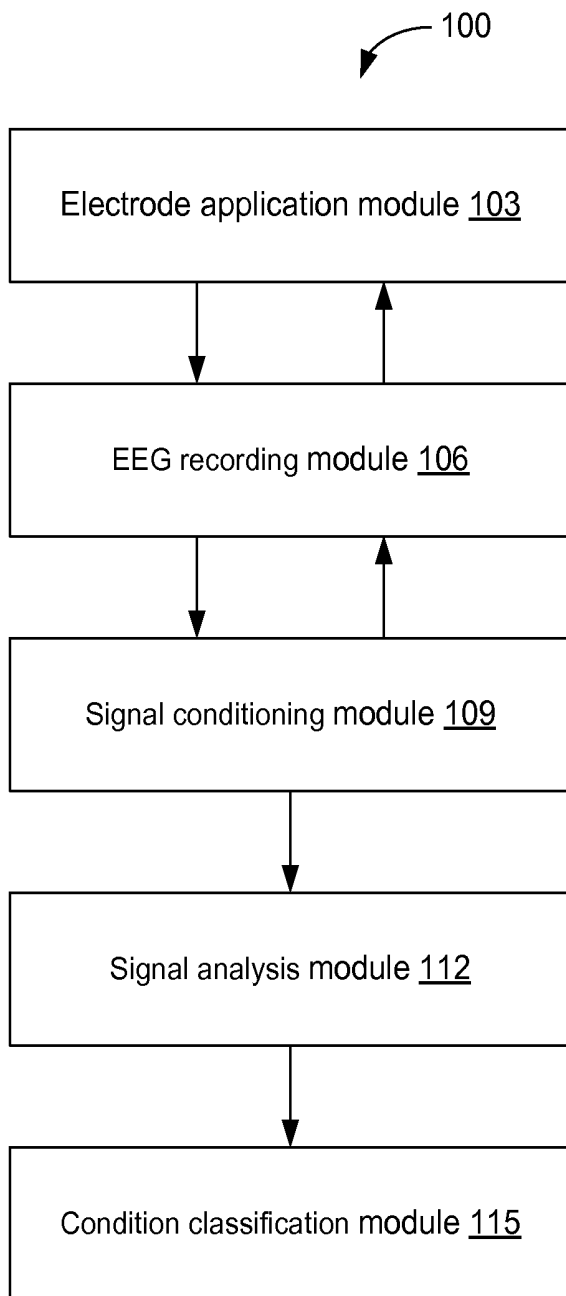 100
Electrode application module 103
EEG recording module 106
Signal conditioning module 109
Signal analysis module 112
Condition classification module 115